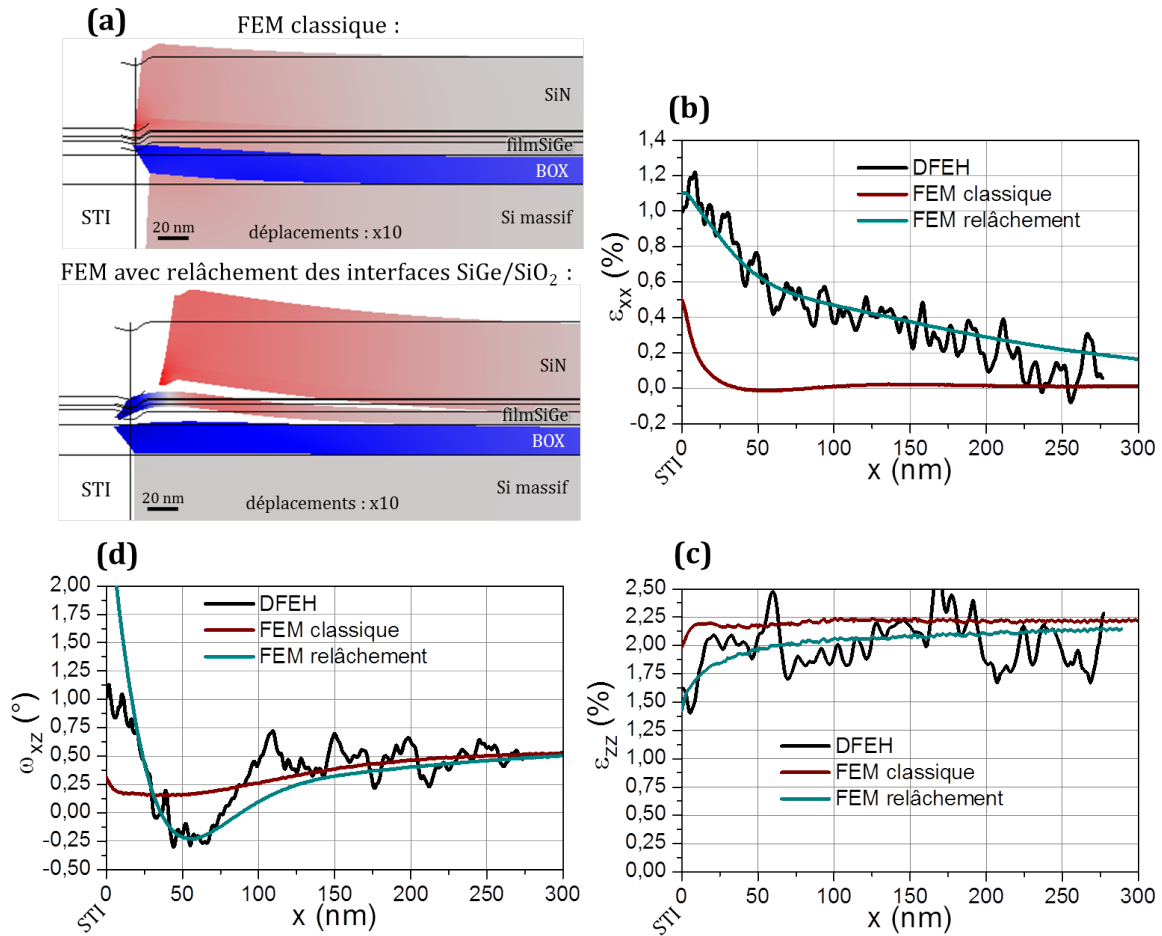 (a)
FEM classique :
SiN
filmSiGe
BOX
STI
Si massif
20 nm
déplacements : x10
FEM avec relâchement des interfaces SiGe/SiO2 :
SiN
filmSiGe
BOX
STI
Si massif
20 nm
déplacements : x10
(b)
1,4
1,2
1,0
0,8
0,6
0,4
0,2
0,0
-0,2
εxx (%)
DFEH
FEM classique
FEM relâchement
0 50 100 150 200 250 300
STI
x (nm)
(d)
2,00
1,75
1,50
1,25
1,00
0,75
0,50
0,25
0,00
-0,25
-0,50
ωxz (°)
DFEH
FEM classique
FEM relâchement
0 50 100 150 200 250 300
STI
x (nm)
(c)
2,50
2,25
2,00
1,75
1,50
1,25
1,00
0,75
0,50
0,25
0,00
εzz (%)
DFEH
FEM classique
FEM relâchement
0 50 100 150 200 250 300
STI
x (nm)